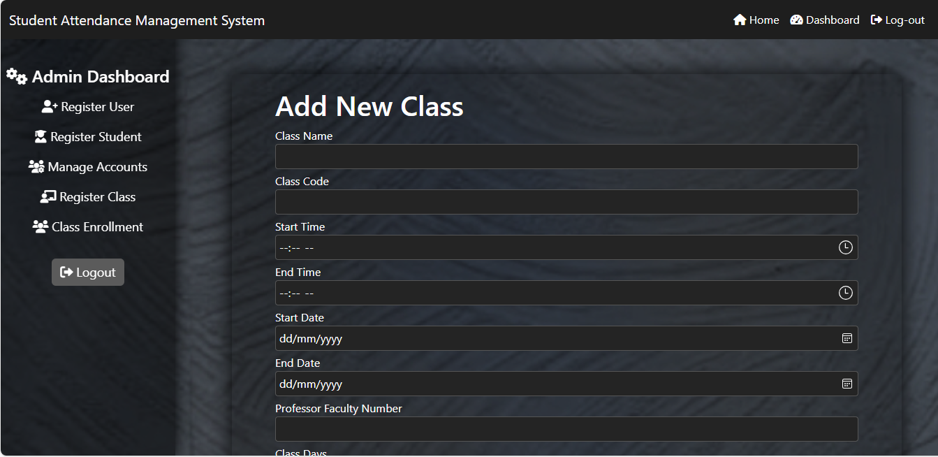 Student Attendance Management System
Home Dashboard Log-out
Admin Dashboard
Register User
Register Student
Manage Accounts
Register Class
Class Enrollment
Logout
Add New Class
Class Name
Class Code
Start Time
--:-- --
End Time
--:-- --
Start Date
dd/mm/yyyy
End Date
dd/mm/yyyy
Professor Faculty Number
Class Days